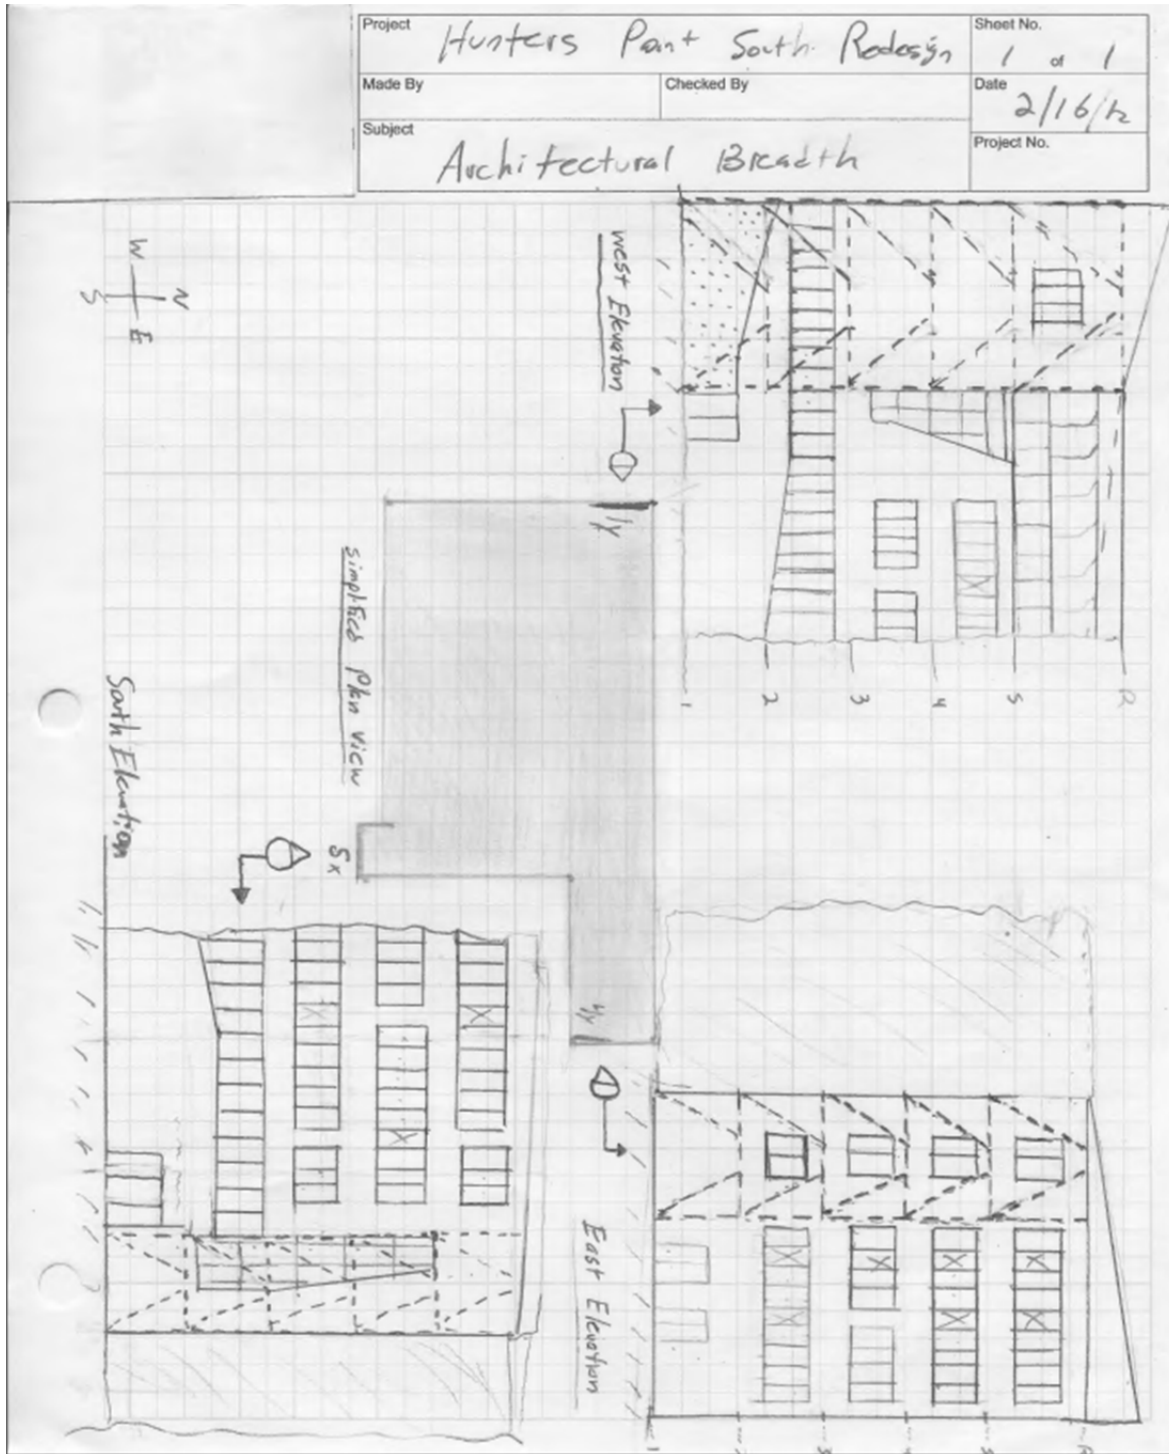 Project
Hunters Point South Redesign
Sheet No.
1 of 1
Made By
Checked By
Date
2/16/12
Subject
Architectural Breadth
Project No.
W
N
S
E
West Elevation
1
2
3
4
5
R
simplified Plan View
South Elevation
5x
East Elevation